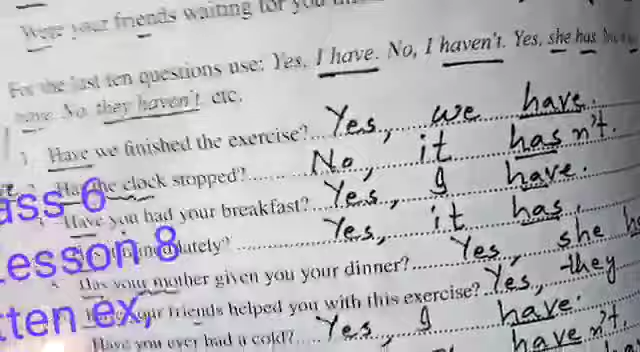 Were your friends waiting for you
For the last ten questions use: Yes, I have. No, I haven't. Yes, she has
have. No they haven't etc.
1. Have we finished the exercise?... Yes, we have.
Has the clock stopped?....... No, it hasn't.
Have you had your breakfast?... Yes, I have.
lately? .......... Yes, it has.
Has your mother given you your dinner?.... Yes, she
your friends helped you with this exercise? Yes, they
Have you ever had a cold?.... Yes, I have.
haven't.
ass 6
esson 8
ten ex,